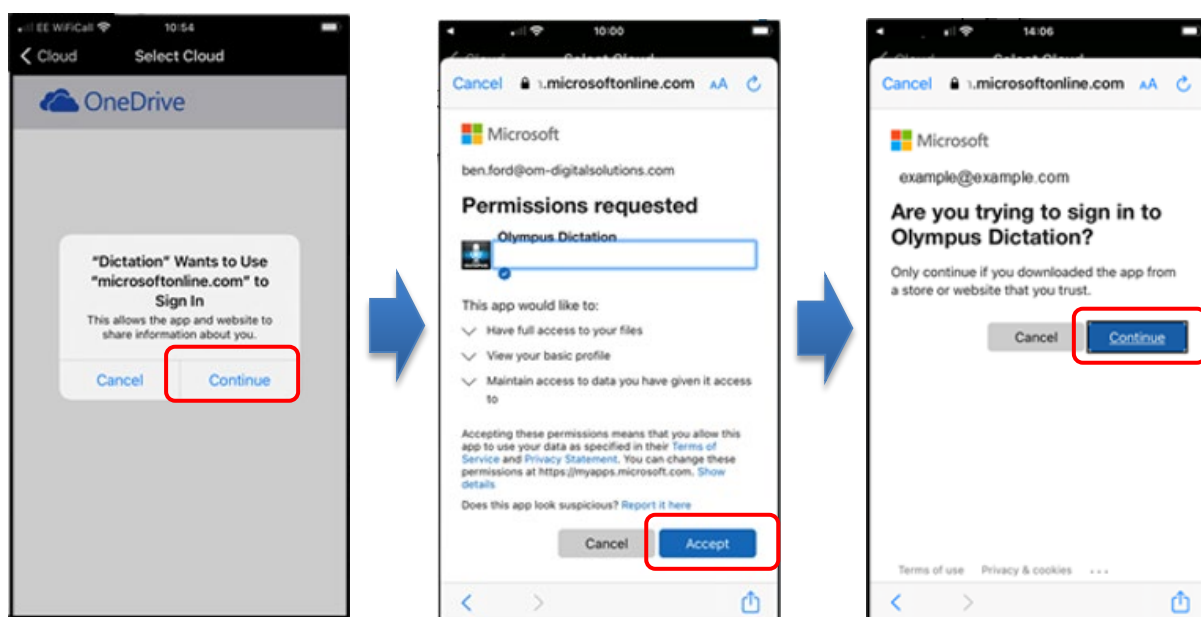 EE WiFiCall 10:54
Cloud Select Cloud
OneDrive
"Dictation" Wants to Use
"microsoftonline.com" to
Sign In
This allows the app and website to
share information about you.
Cancel Continue
10:00
Cancel .microsoftonline.com AA
Microsoft
ben.ford@om-digitalsolutions.com
Permissions requested
Olympus Dictation
This app would like to:
Have full access to your files
View your basic profile
Maintain access to data you have given it access
to
Accepting these permissions means that you allow this
app to use your data as specified in their Terms of
Service and Privacy Statement. You can change these
permissions at https://myapps.microsoft.com. Show
details
Does this app look suspicious? Report it here
Cancel Accept
14:06
Cancel .microsoftonline.com AA
Microsoft
example@example.com
Are you trying to sign in to
Olympus Dictation?
Only continue if you downloaded the app from
a store or website that you trust.
Cancel Continue
Terms of use Privacy & cookies ...